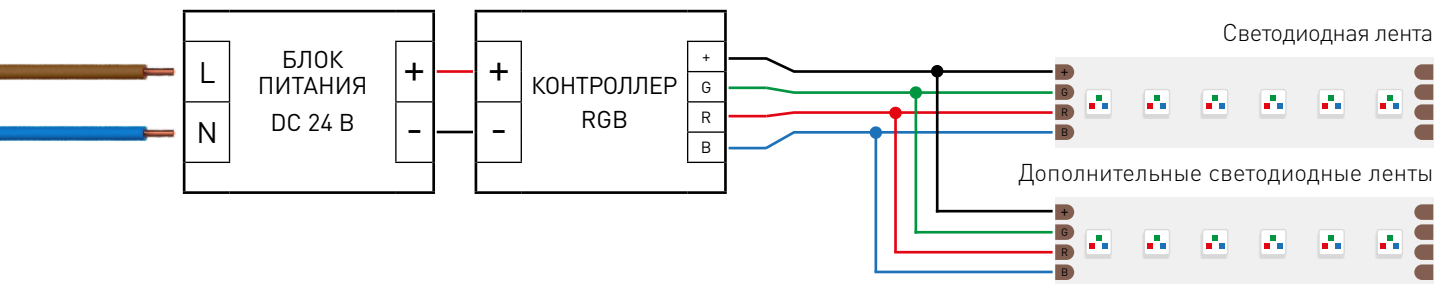 L
N
БЛОК
ПИТАНИЯ
DC 24 В
+
-
+
-
КОНТРОЛЛЕР
RGB
+
G
R
B
Светодиодная лента
+
G
R
B
Дополнительные светодиодные ленты
+
G
R
B